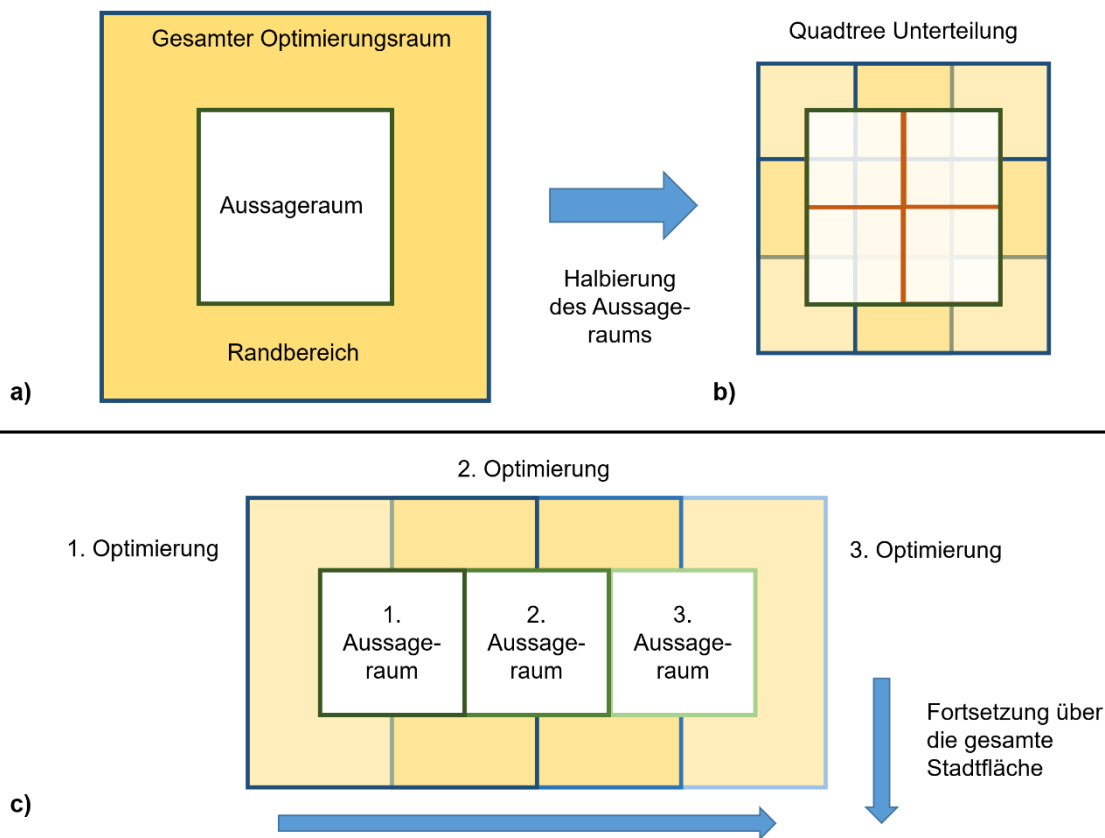 Gesamter Optimierungsraum
Aussageraum
Randbereich
a)
Halbierung
des Aussage-
raums
Quadtree Unterteilung
b)
2. Optimierung
1. Optimierung
3. Optimierung
1.
Aussage-
raum
2.
Aussage-
raum
3.
Aussage-
raum
Fortsetzung über
die gesamte
Stadtfläche
c)